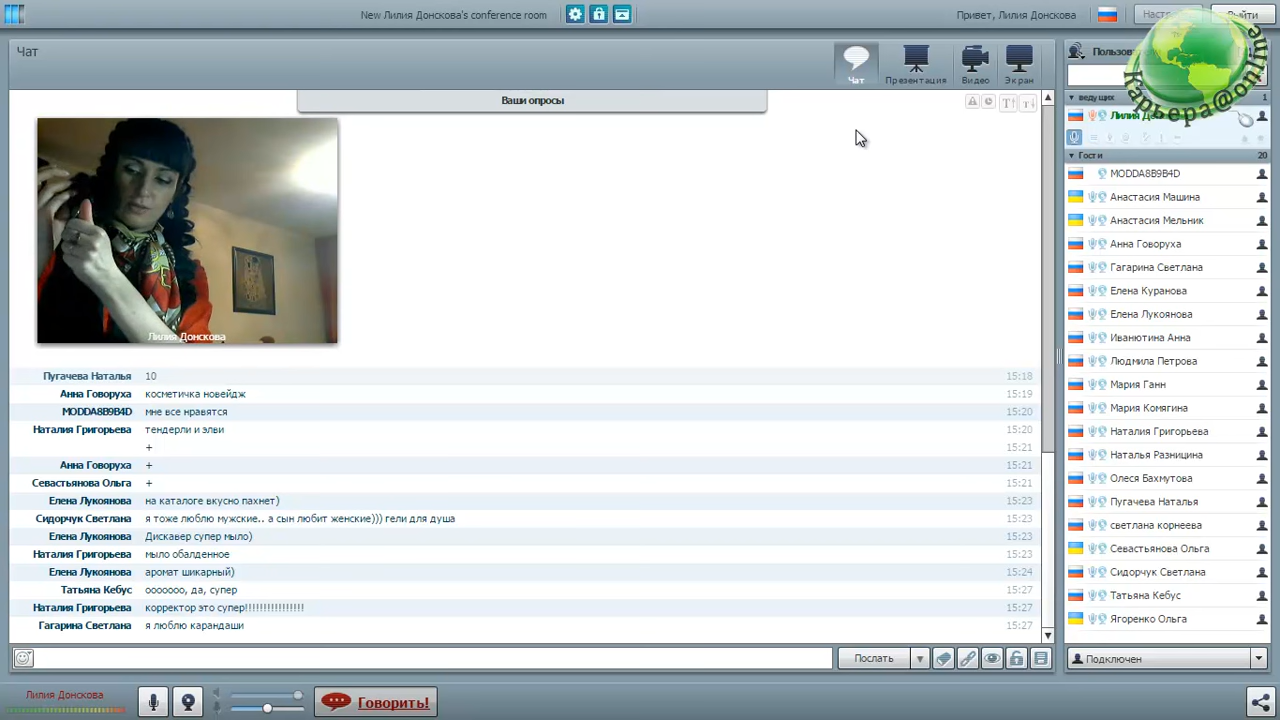 New Лилия Донскова's conference room
Привет, Лилия Донскова
Выйти
Чат
Чат
Презентация
Видео
Экран
Ваши опросы
Лилия Донскова
Пугачева Наталья 10 15:18
Анна Говоруха косметичка новейдж 15:19
MODDA8B9B4D мне все нравятся 15:20
Наталия Григорьева тендерли и элви 15:20
+ 15:21
Анна Говоруха + 15:21
Севастьянова Ольга + 15:21
Елена Лукоянова на каталоге вкусно пахнет) 15:23
Сидорчук Светлана я тоже люблю мужские.. а сын любит женские))) гели для душа 15:23
Елена Лукоянова Дискавер супер мыло) 15:23
Наталия Григорьева мыло обалденное 15:23
Елена Лукоянова аромат шикарный) 15:24
Татьяна Кебус ооооооо, да, супер 15:27
Наталия Григорьева корректор это супер!!!!!!!!!!!!!!! 15:27
Гагарина Светлана я люблю карандаши 15:27
Послать
Лилия Донскова
Говорить!
Карьера@online
ведущих 1
Лилия
Гости 20
MODDA8B9B4D
Анастасия Машина
Анастасия Мельник
Анна Говоруха
Гагарина Светлана
Елена Куранова
Елена Лукоянова
Иванютина Анна
Людмила Петрова
Мария Ганн
Мария Комягина
Наталия Григорьева
Наталья Разницина
Олеся Бахмутова
Пугачева Наталья
светлана корнеева
Севастьянова Ольга
Сидорчук Светлана
Татьяна Кебус
Ягоренко Ольга
Подключен